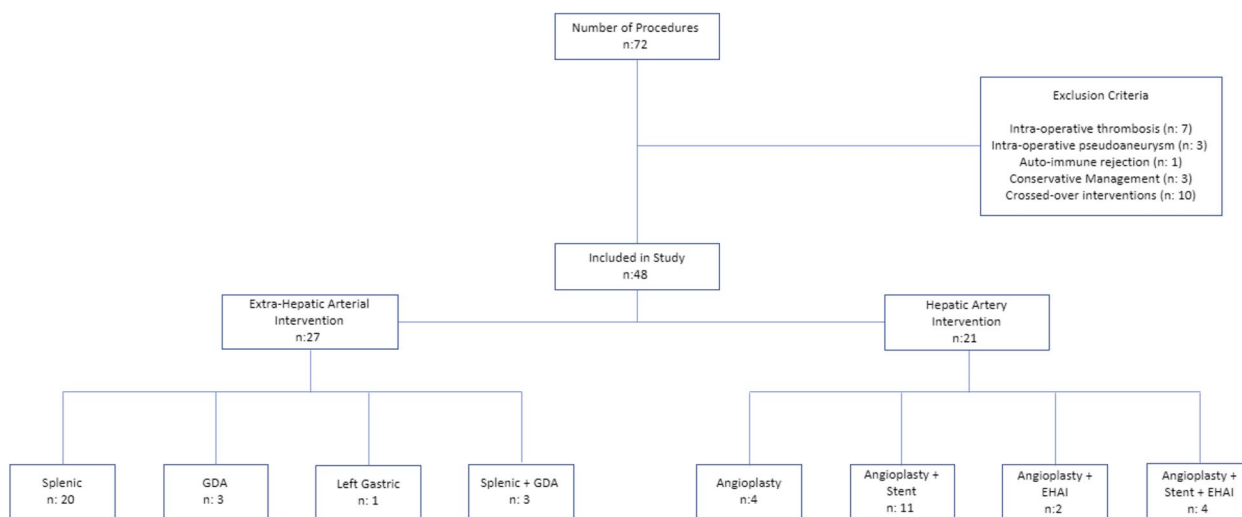 Number of Procedures
n:72
Exclusion Criteria
Intra-operative thrombosis (n: 7)
Intra-operative pseudoaneurysm (n: 3)
Auto-immune rejection (n: 1)
Conservative Management (n: 3)
Crossed-over interventions (n: 10)
Included in Study
n:48
Extra-Hepatic Arterial
Intervention
n:27
Hepatic Artery
Intervention
n:21
Splenic
n: 20
GDA
n: 3
Left Gastric
n: 1
Splenic + GDA
n: 3
Angioplasty
n:4
Angioplasty +
Stent
n: 11
Angioplasty +
EHAI
n:2
Angioplasty +
Stent + EHAI
n: 4